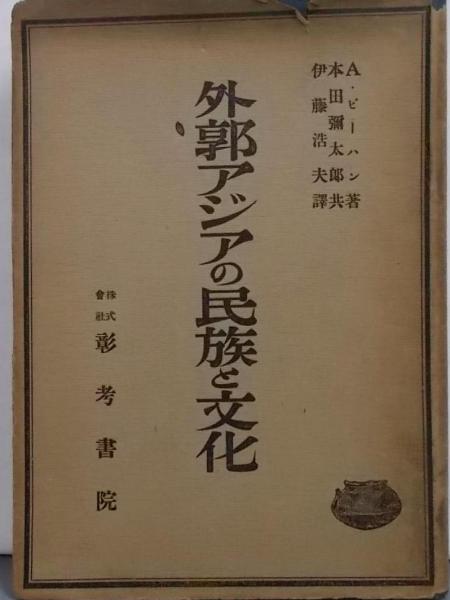 A・ビーハン著
本田彌太郎共
伊藤浩夫譯
外郭アジアの民族と文化
株式
會社
彰考書院